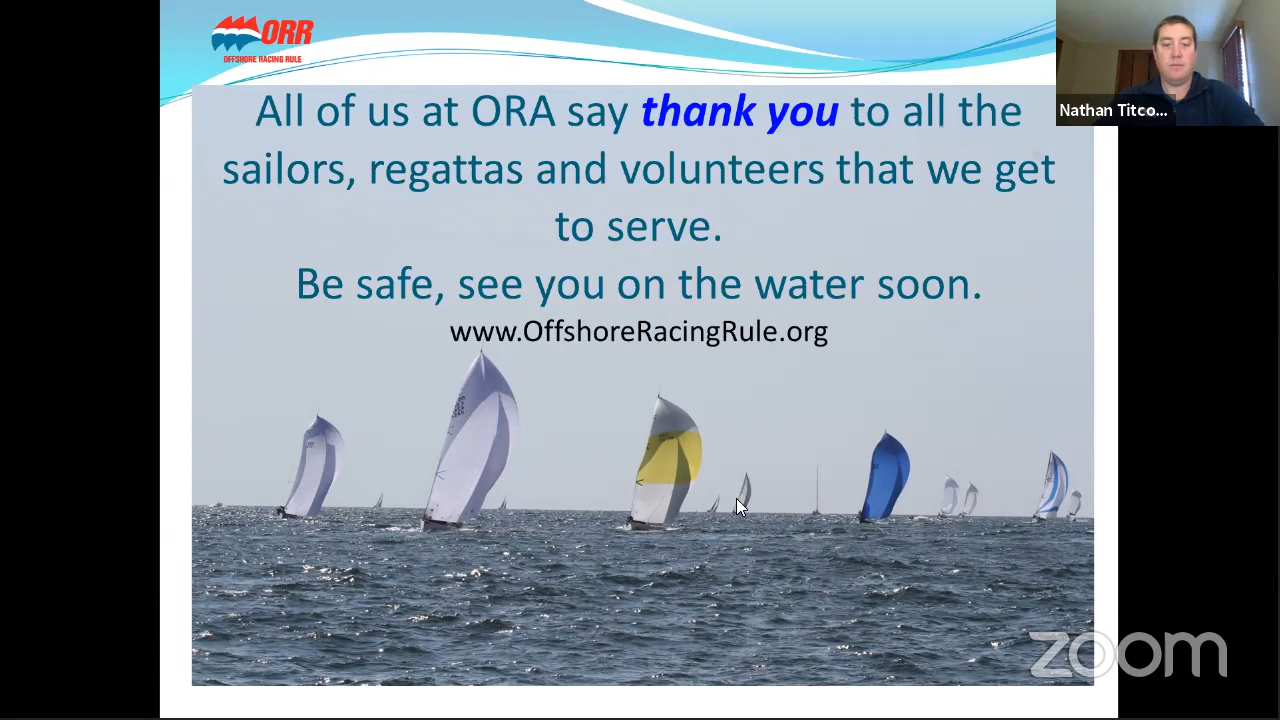 ORR
OFFSHORE RACING RULE
Nathan Titco...
All of us at ORA say thank you to all the
sailors, regattas and volunteers that we get
to serve.
Be safe, see you on the water soon.
www.OffshoreRacingRule.org
zoom